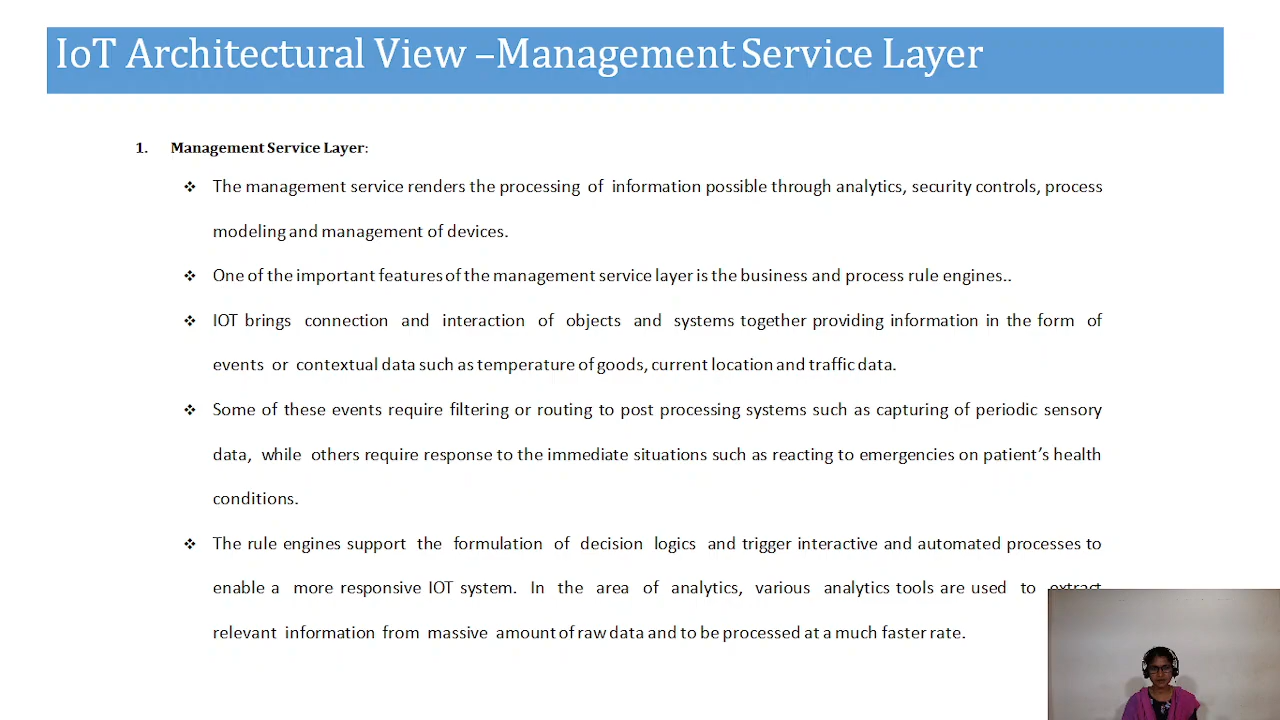 IoT Architectural View –Management Service Layer
1. Management Service Layer:
❖ The management service renders the processing of information possible through analytics, security controls, process
modeling and management of devices.
❖ One of the important features of the management service layer is the business and process rule engines..
❖ IOT brings connection and interaction of objects and systems together providing information in the form of
events or contextual data such as temperature of goods, current location and traffic data.
❖ Some of these events require filtering or routing to post processing systems such as capturing of periodic sensory
data, while others require response to the immediate situations such as reacting to emergencies on patient’s health
conditions.
❖ The rule engines support the formulation of decision logics and trigger interactive and automated processes to
enable a more responsive IOT system. In the area of analytics, various analytics tools are used to extract
relevant information from massive amount of raw data and to be processed at a much faster rate.